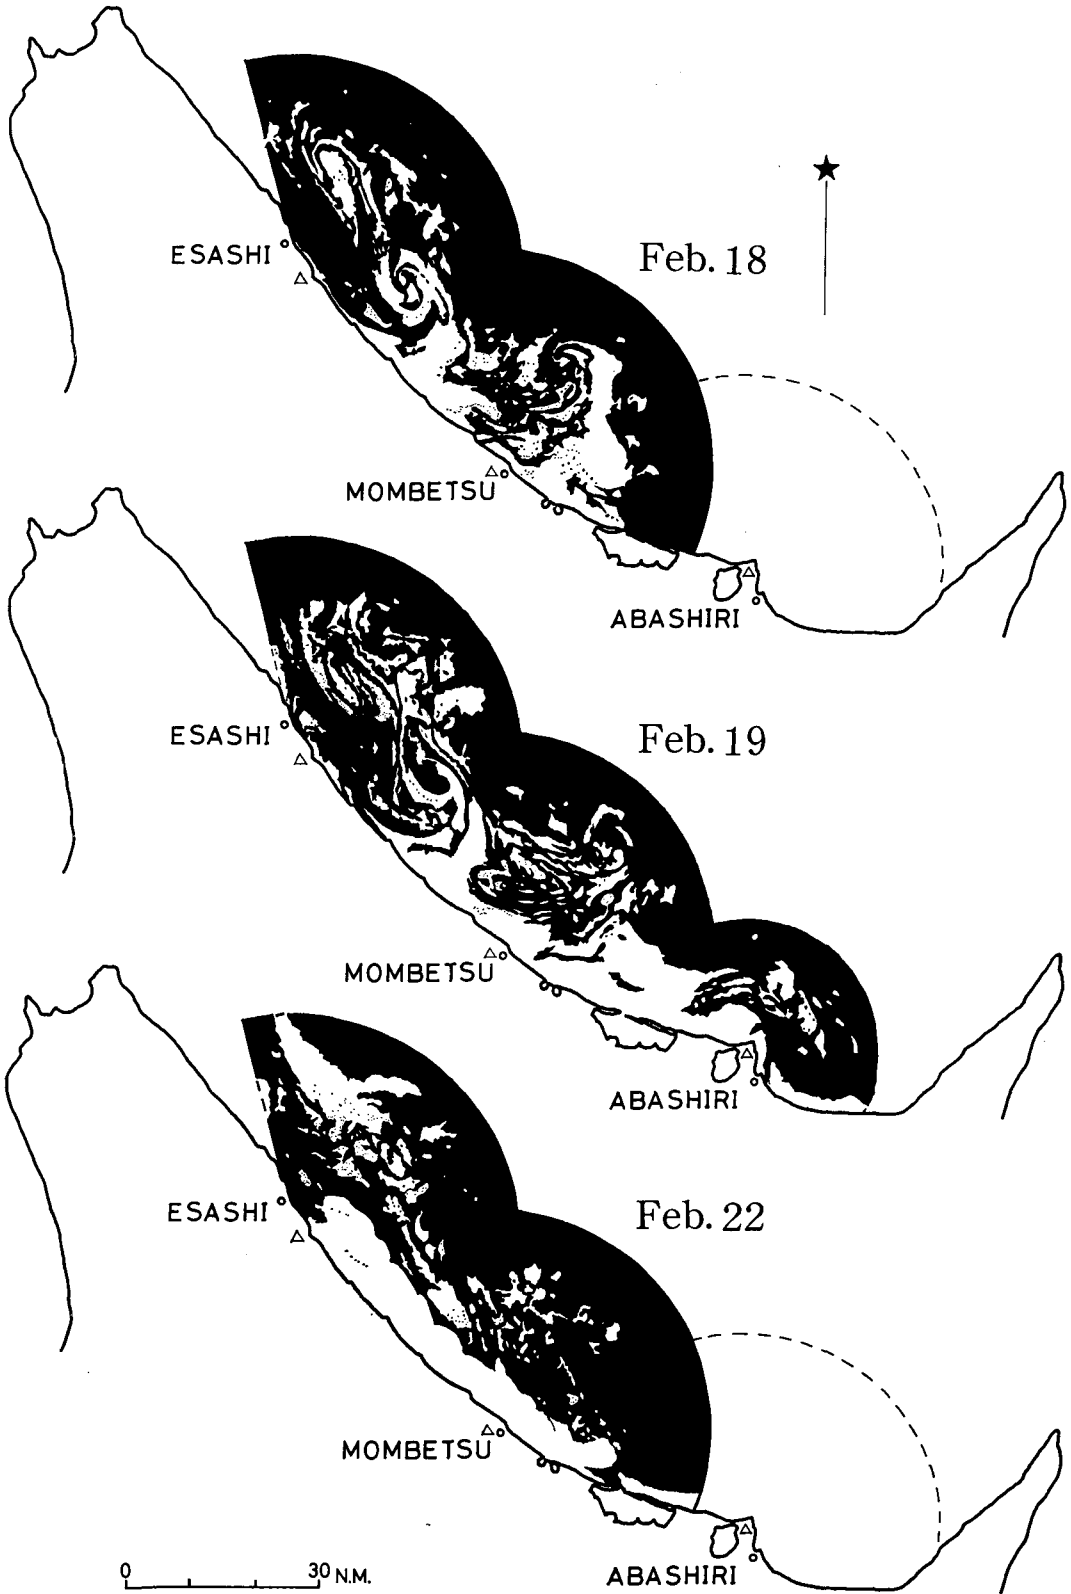 Feb. 18
ESASHI
MOMBETSU
ABASHIRI
Feb. 19
ESASHI
MOMBETSU
ABASHIRI
Feb. 22
ESASHI
MOMBETSU
ABASHIRI
0 30 N.M.